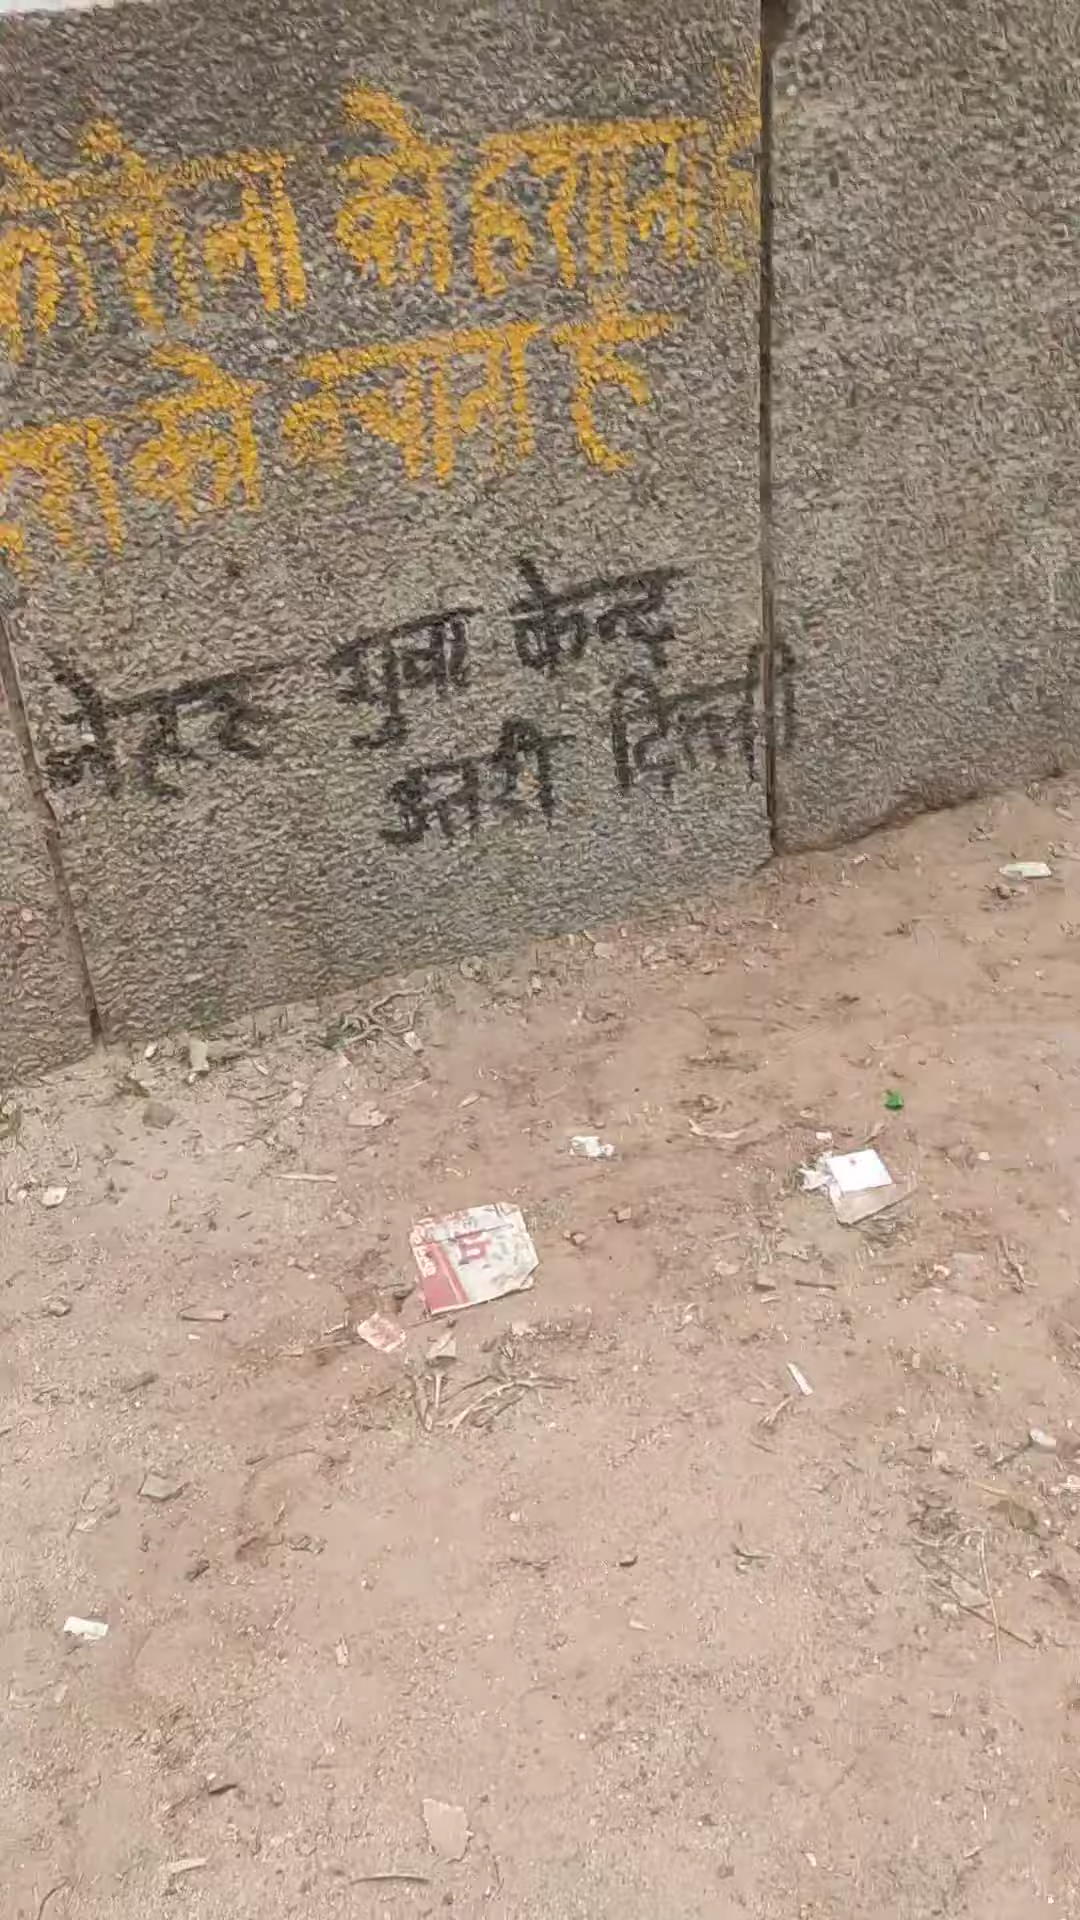 कोरोना को हराना है
को बचाना है
नेहरू युवा केन्द्र
उत्तरी दिल्ली